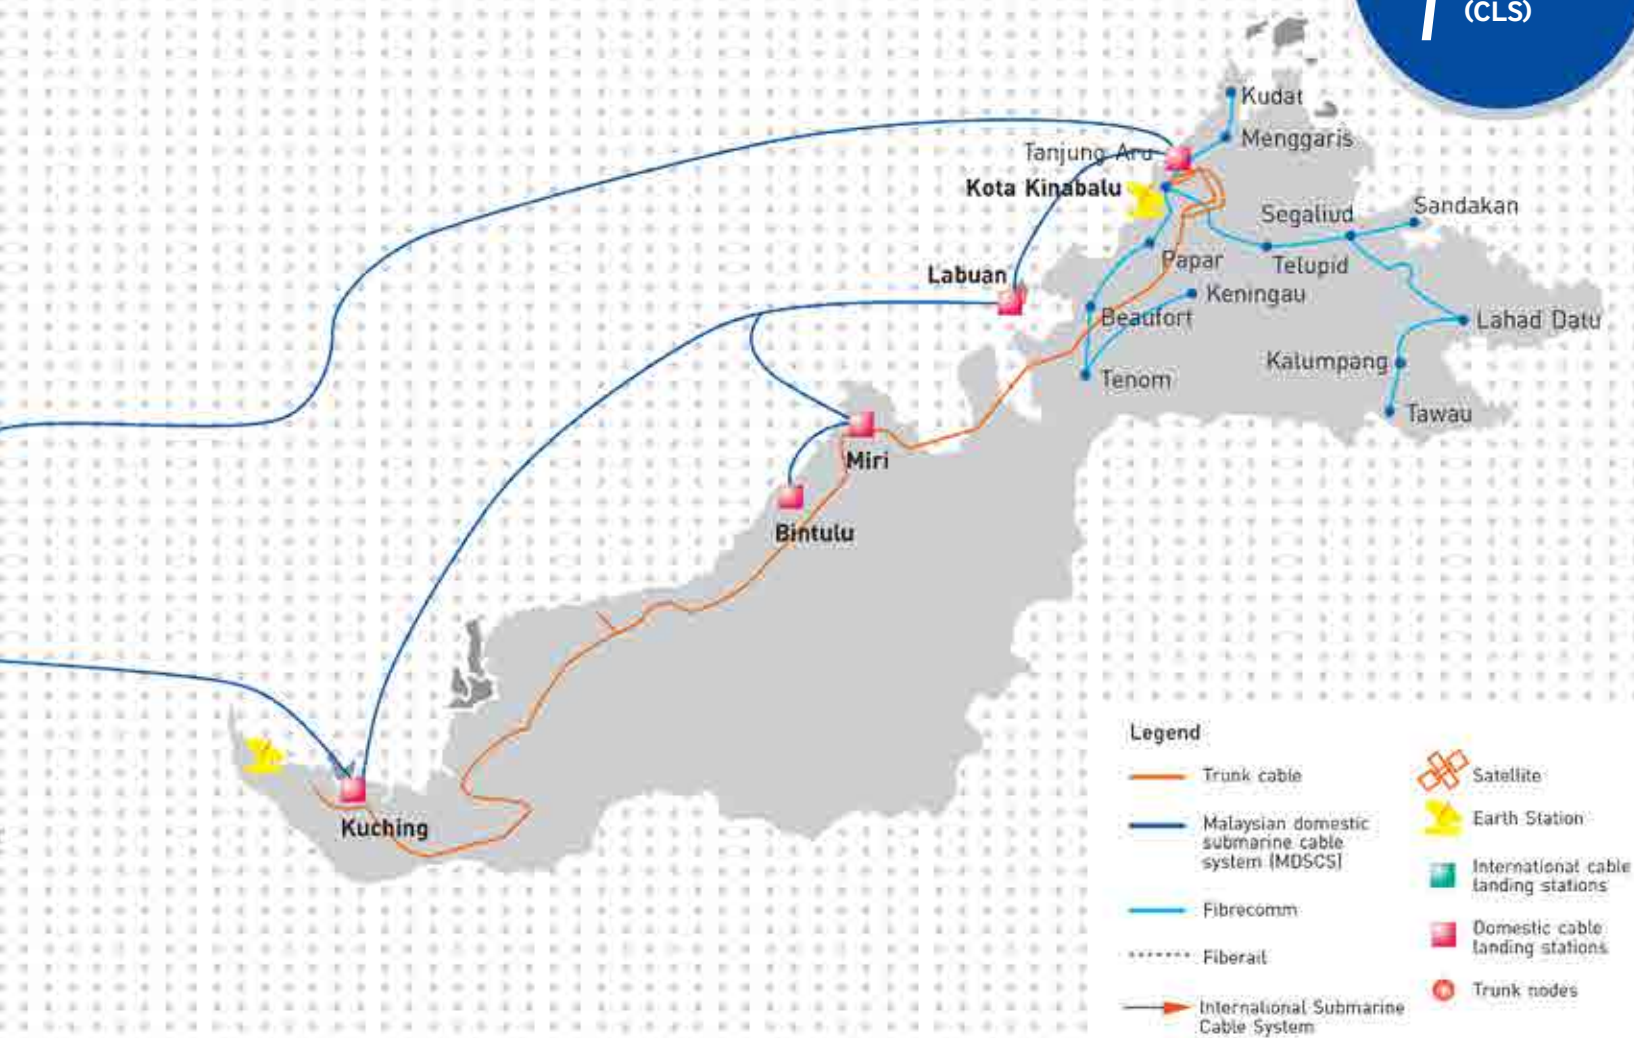 (CLS)
Kudat
Menggaris
Tanjung Aru
Kota Kinabalu
Sandakan
Segaliud
Papar
Telupid
Labuan
Keningau
Beaufort
Lahad Datu
Kalumpang
Tenom
Tawau
Miri
Bintulu
Kuching
Legend
Trunk cable
Malaysian domestic
submarine cable
system (MDSCS)
Fibrecomm
Fiberail
International Submarine
Cable System
Satellite
Earth Station
International cable
landing stations
Domestic cable
landing stations
Trunk nodes